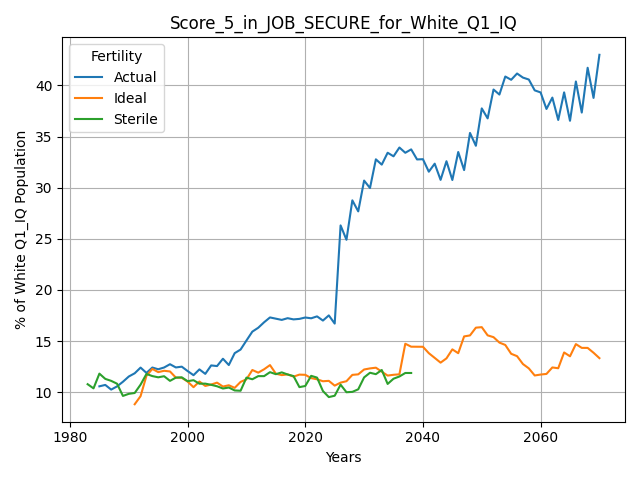 Score_5_in_JOB_SECURE_for_White_Q1_IQ
Fertility
Actual
Ideal
Sterile
% of White Q1_IQ Population
40
35
30
25
20
15
10
1980
2000
2020
2040
2060
Years